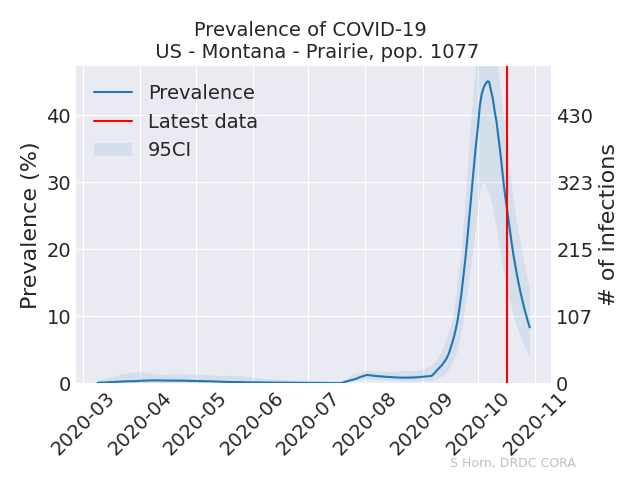 Prevalence of COVID-19
US - Montana - Prairie, pop. 1077
Prevalence
Latest data
95CI
Prevalence (%)
40
30
20
10
0
# of infections
430
323
215
107
0
2020-03
2020-04
2020-05
2020-06
2020-07
2020-08
2020-09
2020-10
2020-11
S Horn, DRDC CORA